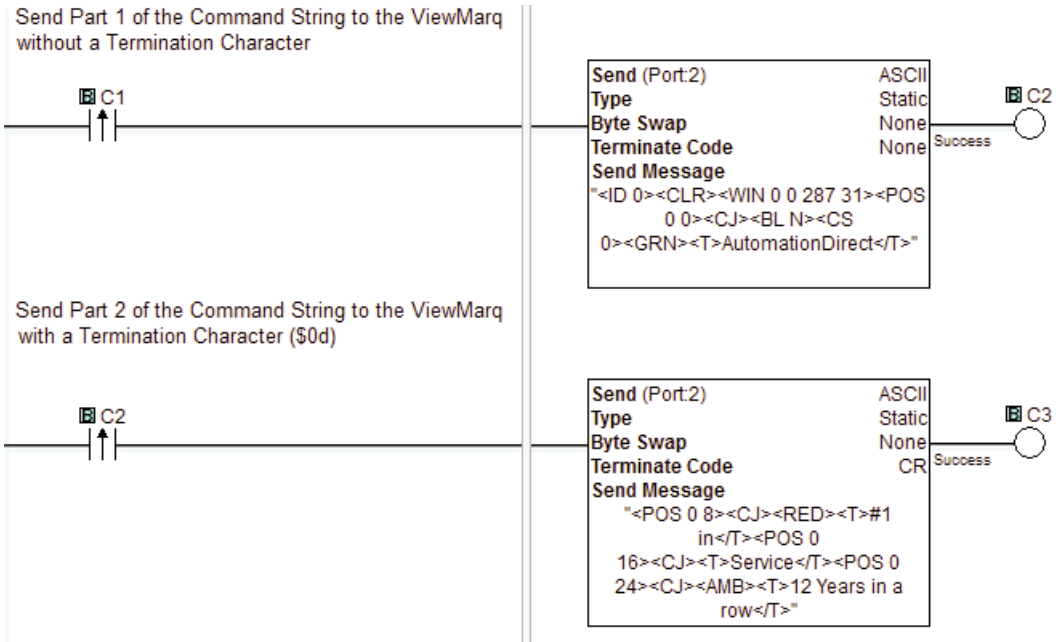 Send Part 1 of the Command String to the ViewMarq
without a Termination Character
C1
Send (Port:2) ASCII
Type Static
Byte Swap None
Terminate Code None
Send Message
"<ID 0><CLR><WIN 0 0 287 31><POS
0 0><CJ><BL N><CS
0><GRN><T>AutomationDirect</T>"
B C2
Success
Send Part 2 of the Command String to the ViewMarq
with a Termination Character ($0d)
B C2
Send (Port:2) ASCII
Type Static
Byte Swap None
Terminate Code CR
Send Message
"<POS 0 8><CJ><RED><T>#1
in</T><POS 0
16><CJ><T>Service</T><POS 0
24><CJ><AMB><T>12 Years in a
row</T>"
B C3
Success